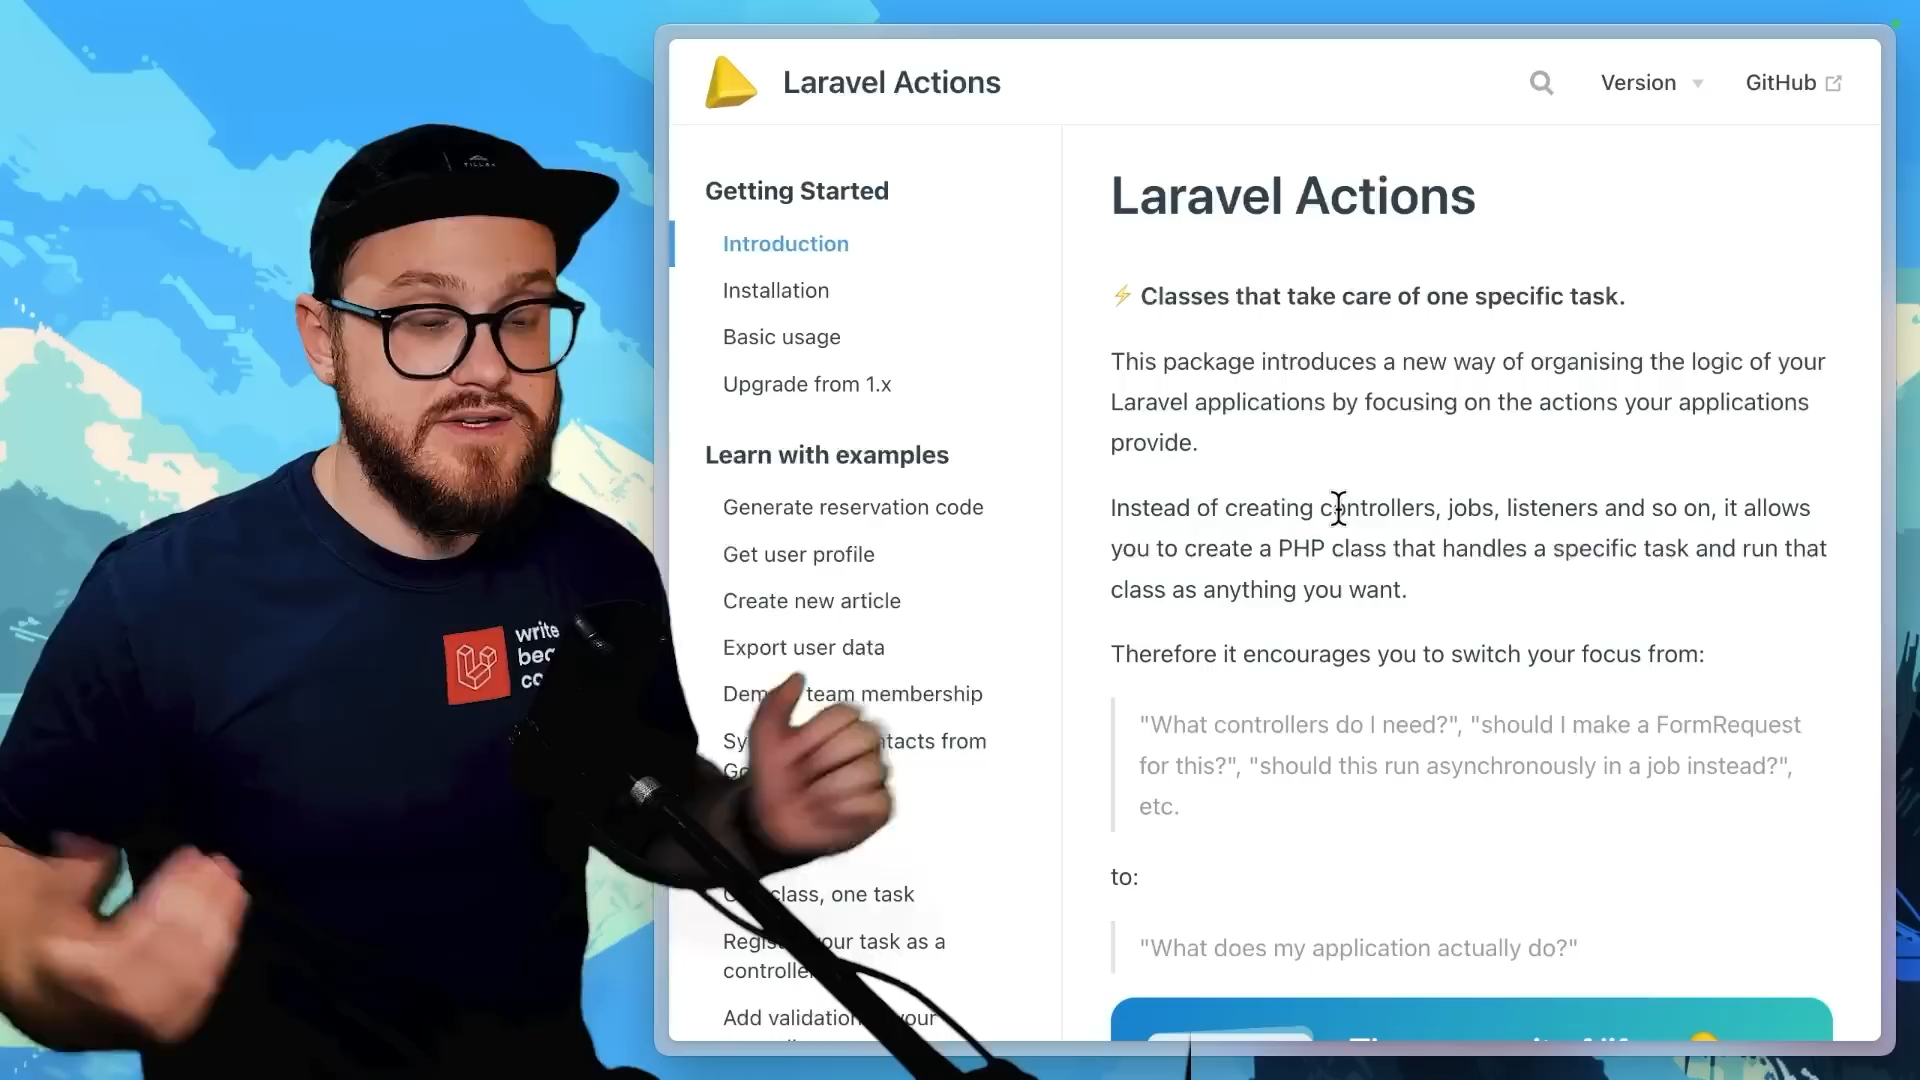 Laravel Actions
Version
GitHub
Getting Started
Introduction
Installation
Basic usage
Upgrade from 1.x
Learn with examples
Generate reservation code
Get user profile
Create new article
Export user data
team membership
from
class, one task
your task as a
Add validation
Laravel Actions
⚡ Classes that take care of one specific task.
This package introduces a new way of organising the logic of your
Laravel applications by focusing on the actions your applications
provide.
Instead of creating controllers, jobs, listeners and so on, it allows
you to create a PHP class that handles a specific task and run that
class as anything you want.
Therefore it encourages you to switch your focus from:
"What controllers do I need?", "should I make a FormRequest
for this?", "should this run asynchronously in a job instead?",
etc.
to:
"What does my application actually do?"
write